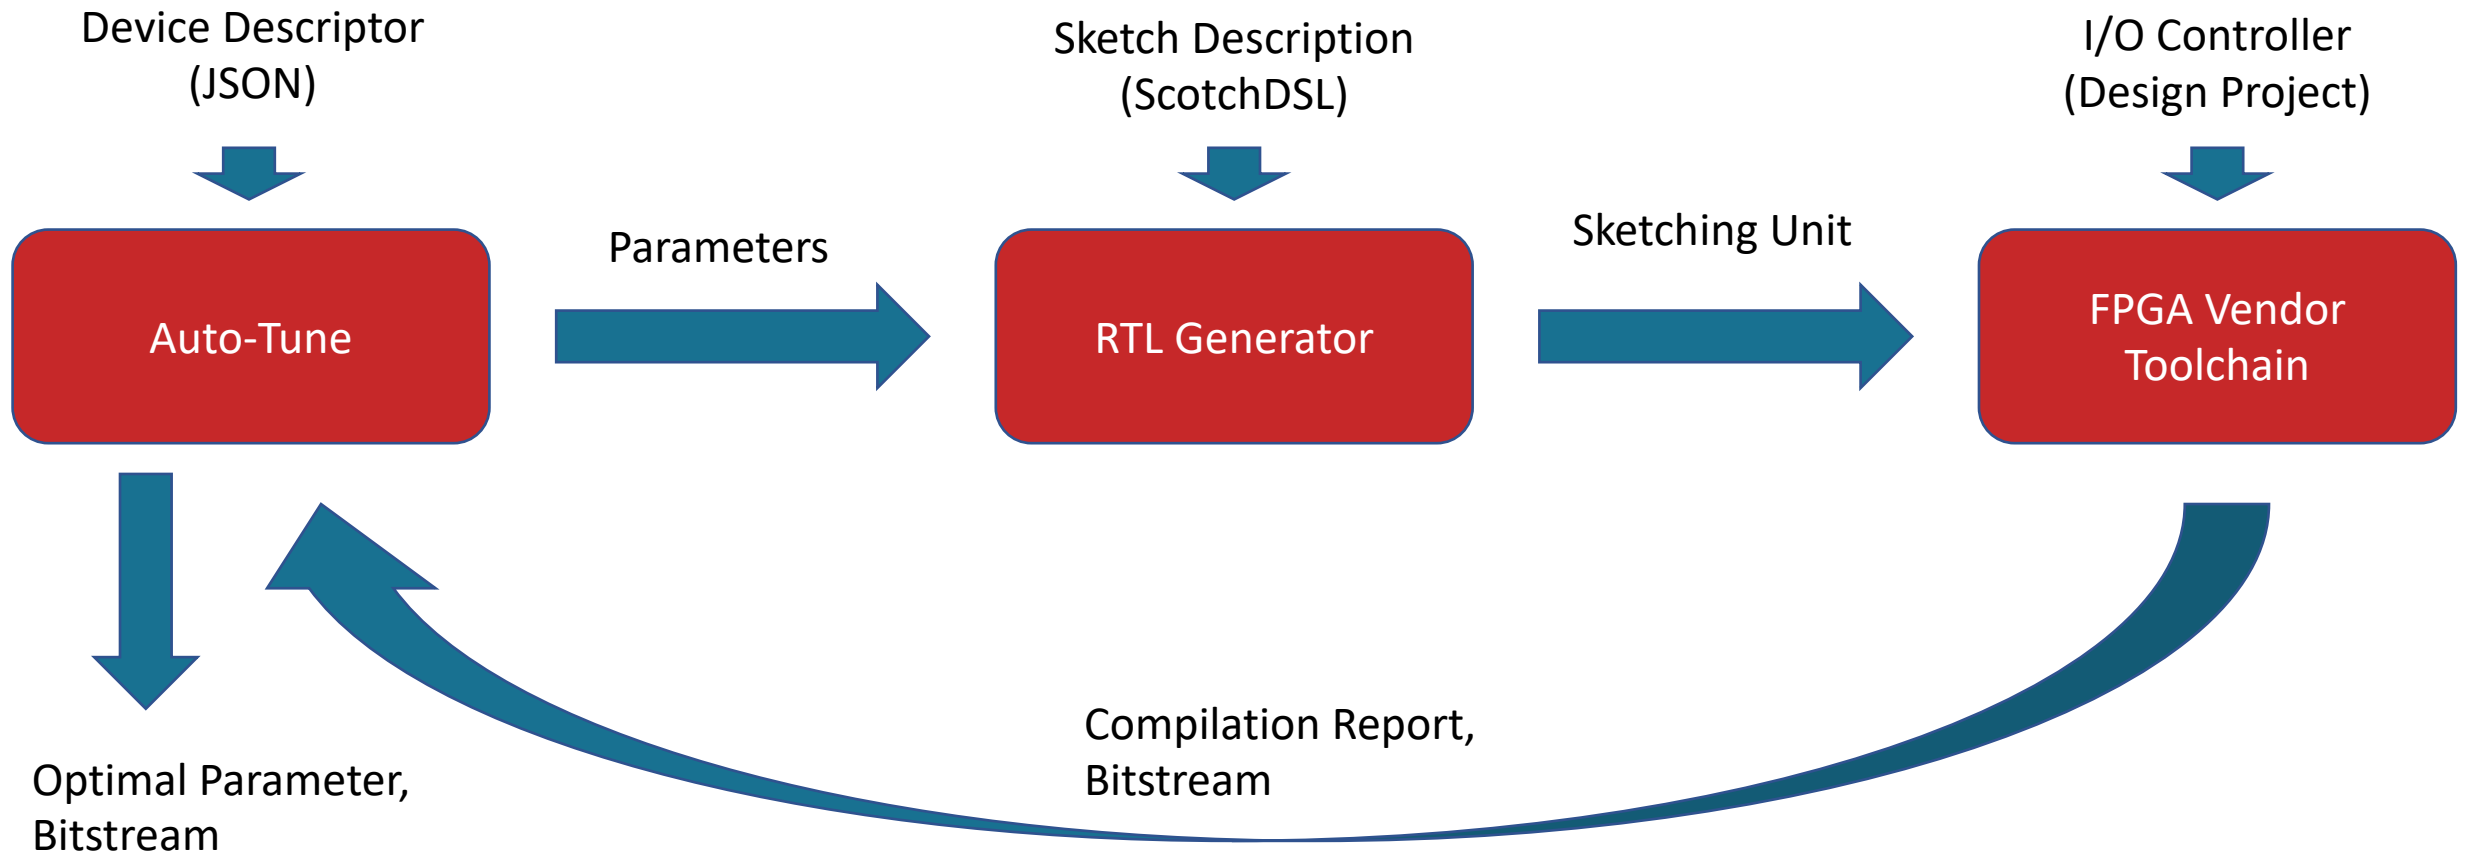 Device Descriptor
(JSON)
Sketch Description
(ScotchDSL)
I/O Controller
(Design Project)
Auto-Tune
Parameters
RTL Generator
Sketching Unit
FPGA Vendor
Toolchain
Optimal Parameter,
Bitstream
Compilation Report,
Bitstream